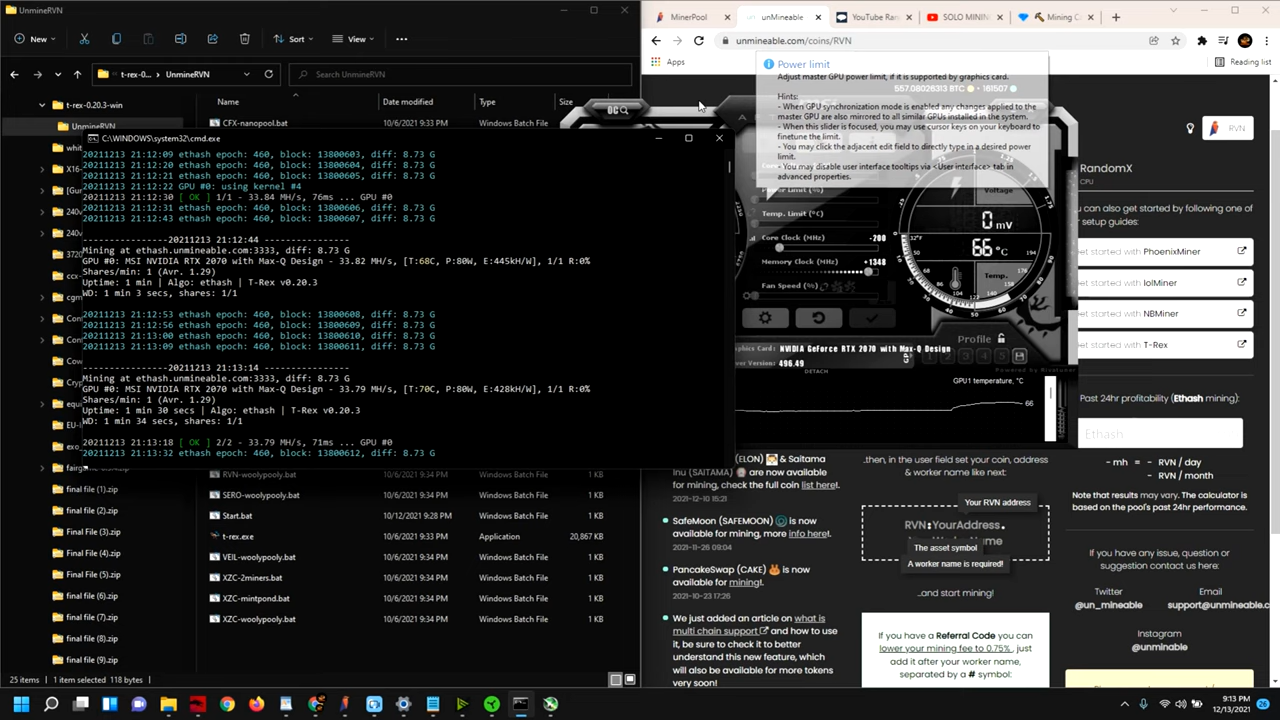 UnmineRVN
New
Sort
View
t-rex-0...
UnmineRVN
Search UnmineRVN
t-rex-0.20.3-win
UnmineRVN
Name
Date modified
Type
Size
CFX-nanopool.bat
10/6/2021 9:34 PM
Windows Batch File
1 KB
C:\WINDOWS\system32\cmd.exe
20211213 21:12:09 ethash epoch: 460, block: 13800603, diff: 8.73 G
20211213 21:12:20 ethash epoch: 460, block: 13800604, diff: 8.73 G
20211213 21:12:21 ethash epoch: 460, block: 13800605, diff: 8.73 G
20211213 21:12:22 GPU #0: using kernel #4
20211213 21:12:30 [ OK ] 1/1 - 33.84 MH/s, 76ms ... GPU #0
20211213 21:12:31 ethash epoch: 460, block: 13800606, diff: 8.73 G
20211213 21:12:43 ethash epoch: 460, block: 13800607, diff: 8.73 G
---------------20211213 21:12:44 ----------------
Mining at ethash.unmineable.com:3333, diff: 8.73 G
GPU #0: MSI NVIDIA RTX 2070 with Max-Q Design - 33.82 MH/s, [T:68C, P:80W, E:445kH/W], 1/1 R:0%
Shares/min: 1 (Avr. 1.29)
Uptime: 1 min | Algo: ethash | T-Rex v0.20.3
WD: 1 min 3 secs, shares: 1/1
20211213 21:12:53 ethash epoch: 460, block: 13800608, diff: 8.73 G
20211213 21:12:56 ethash epoch: 460, block: 13800609, diff: 8.73 G
20211213 21:13:00 ethash epoch: 460, block: 13800610, diff: 8.73 G
20211213 21:13:09 ethash epoch: 460, block: 13800611, diff: 8.73 G
---------------20211213 21:13:14 ----------------
Mining at ethash.unmineable.com:3333, diff: 8.73 G
GPU #0: MSI NVIDIA RTX 2070 with Max-Q Design - 33.79 MH/s, [T:70C, P:80W, E:428kH/W], 1/1 R:0%
Shares/min: 1 (Avr. 1.29)
Uptime: 1 min 30 secs | Algo: ethash | T-Rex v0.20.3
WD: 1 min 34 secs, shares: 1/1
20211213 21:13:18 [ OK ] 2/2 - 33.79 MH/s, 71ms ... GPU #0
20211213 21:13:32 ethash epoch: 460, block: 13800612, diff: 8.73 G
RVN-woolypooly.bat 10/6/2021 9:34 PM Windows Batch File 1 KB
final file (1).zip
SERO-woolypooly.bat 10/6/2021 9:34 PM Windows Batch File 1 KB
final file (2).zip
Start.bat 10/12/2021 9:28 PM Windows Batch File 1 KB
Final File (3).zip
t-rex.exe 10/6/2021 9:33 PM Application 20,867 KB
Final File (4).zip
VEIL-woolypooly.bat 10/6/2021 9:34 PM Windows Batch File 1 KB
Final File (5).zip
XZC-2miners.bat 10/6/2021 9:34 PM Windows Batch File 1 KB
final file (6).zip
XZC-mintpond.bat 10/6/2021 9:34 PM Windows Batch File 1 KB
final file (7).zip
XZC-woolypooly.bat 10/6/2021 9:34 PM Windows Batch File 1 KB
final file (8).zip
final file (9).zip
25 items
1 item selected 118 bytes
MinerPool
unMineable
YouTube Ran
SOLO MININ
Mining C
unmineable.com/coins/RVN
Apps
Reading list
Power limit
Adjust master GPU power limit, if it is supported by graphics card.
Hints:
- When GPU synchronization mode is enabled any changes applied to the
master GPU are also mirrored to all similar GPUs installed in the system.
- When this slider is focused, you may use cursor keys on your keyboard to
finetune the limit.
- You may click the adjacent edit field to directly type in a desired power
limit.
- You may disable user interface tooltips via <User interface> tab in
advanced properties.
557.08026313 BTC
161507
OC
Power Limit (%)
Temp. Limit (°C)
Core Clock (MHz)
-200
Memory Clock (MHz)
+1348
Fan Speed (%)
Voltage
0 mV
66 °C
Temp.
Profile
1 2 3 4 5
NVIDIA GeForce RTX 2070 with Max-Q Design
496.49
DETACH
Powered by Rivatuner
GPU1 temperature, °C
66
RVN
RandomX
CPU
can also get started by following one of
r setup guides:
et started with PhoenixMiner
et started with lolMiner
et started with NBMiner
et started with T-Rex
Past 24hr profitability (Ethash mining):
Ethash
- mh = - RVN / day
- RVN / month
Note that results may vary. The calculator is
based on the pool's past 24hr performance.
If you have any issue, question or
suggestion contact us here:
Twitter
@un_mineable
Email
support@unmineable.c
Instagram
@unminable
(ELON) & Saitama
Inu (SAITAMA) are now available
for mining, check the full coin list here!.
2021-12-10 15:21
SafeMoon (SAFEMOON) is now
available for mining, more info here!.
2021-11-26 09:04
PancakeSwap (CAKE) is now
available for mining!.
2021-10-23 17:26
We just added an article on what is
multi chain support and how to use
it, be sure to check it to better
understand this new feature, which
will also be available for more tokens
very soon!
...then, in the user field set your coin, address
& worker name like next:
Your RVN address
RVN:YourAddress.
The asset symbol
A worker name is required!
...and start mining!
If you have a Referral Code you can
lower your mining fee to 0.75% , just
add it after your worker name,
separated by a # symbol:
9:13 PM
12/13/2021
26